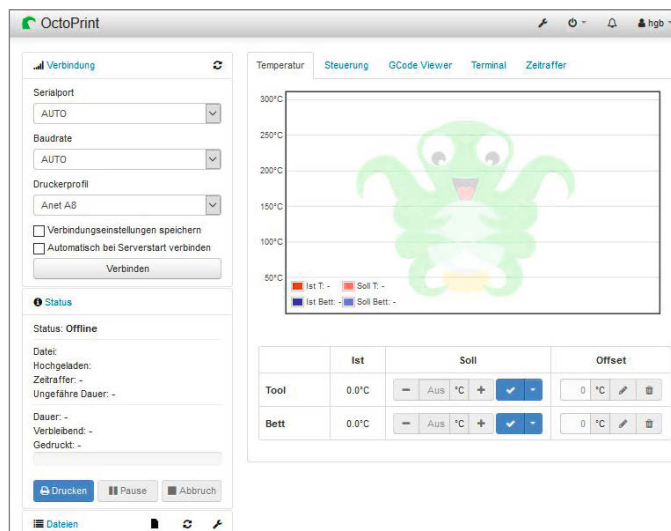 OctoPrint
hgb
Verbindung
Serialport
AUTO
Baudrate
AUTO
Druckerprofil
Anet A8
Verbindungseinstellungen speichern
Automatisch bei Serverstart verbinden
Verbinden
Status
Status: Offline
Datei:
Hochgeladen:
Zeitraffer: -
Ungefähre Dauer: -
Dauer: -
Verbleibend: -
Gedruckt: -
Drucken Pause Abbruch
Dateien
Temperatur Steuerung GCode Viewer Terminal Zeitraffer
300°C
250°C
200°C
150°C
100°C
50°C
Ist T: - Soll T: -
Ist Bett: - Soll Bett: -
Ist Soll Offset
Tool 0.0°C Aus °C 0 °C
Bett 0.0°C Aus °C 0 °C